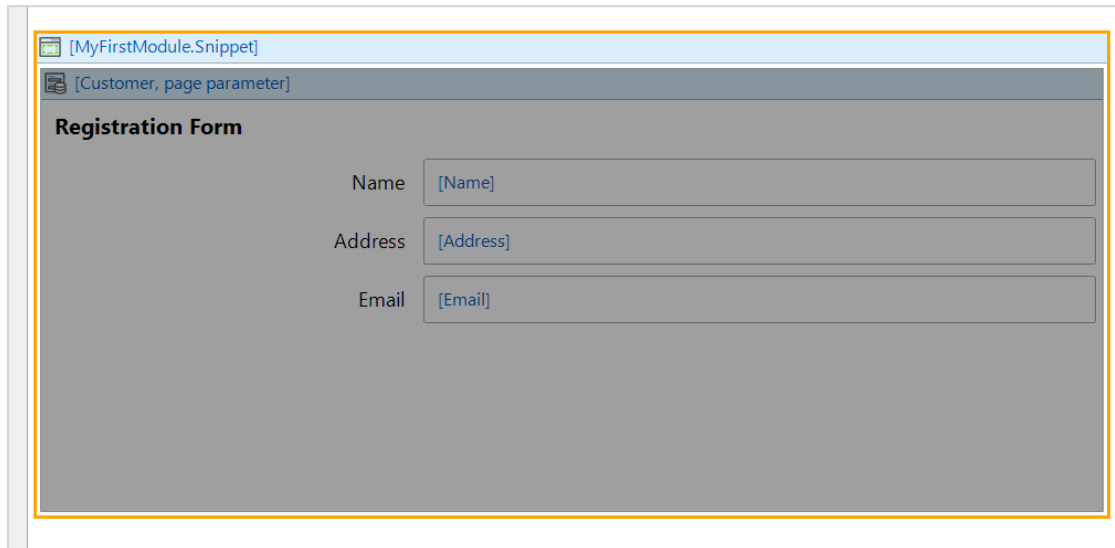 [MyFirstModule.Snippet]
[Customer, page parameter]
Registration Form
Name [Name]
Address [Address]
Email [Email]